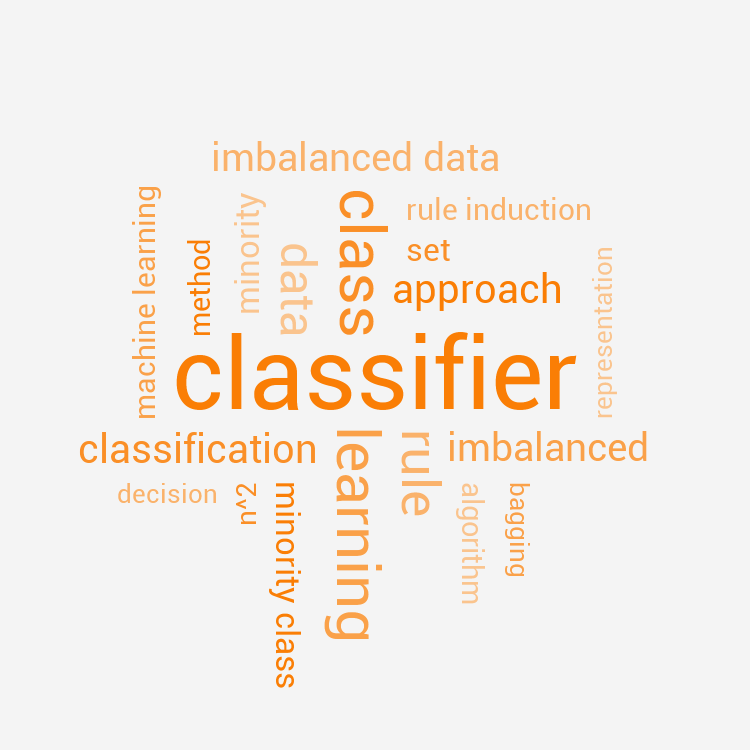 imbalanced data
machine learning
method
minority
data
class
rule induction
set
approach
representation
classifier
classification
learning
rule
imbalanced
decision
n^2
minority class
algorithm
bagging